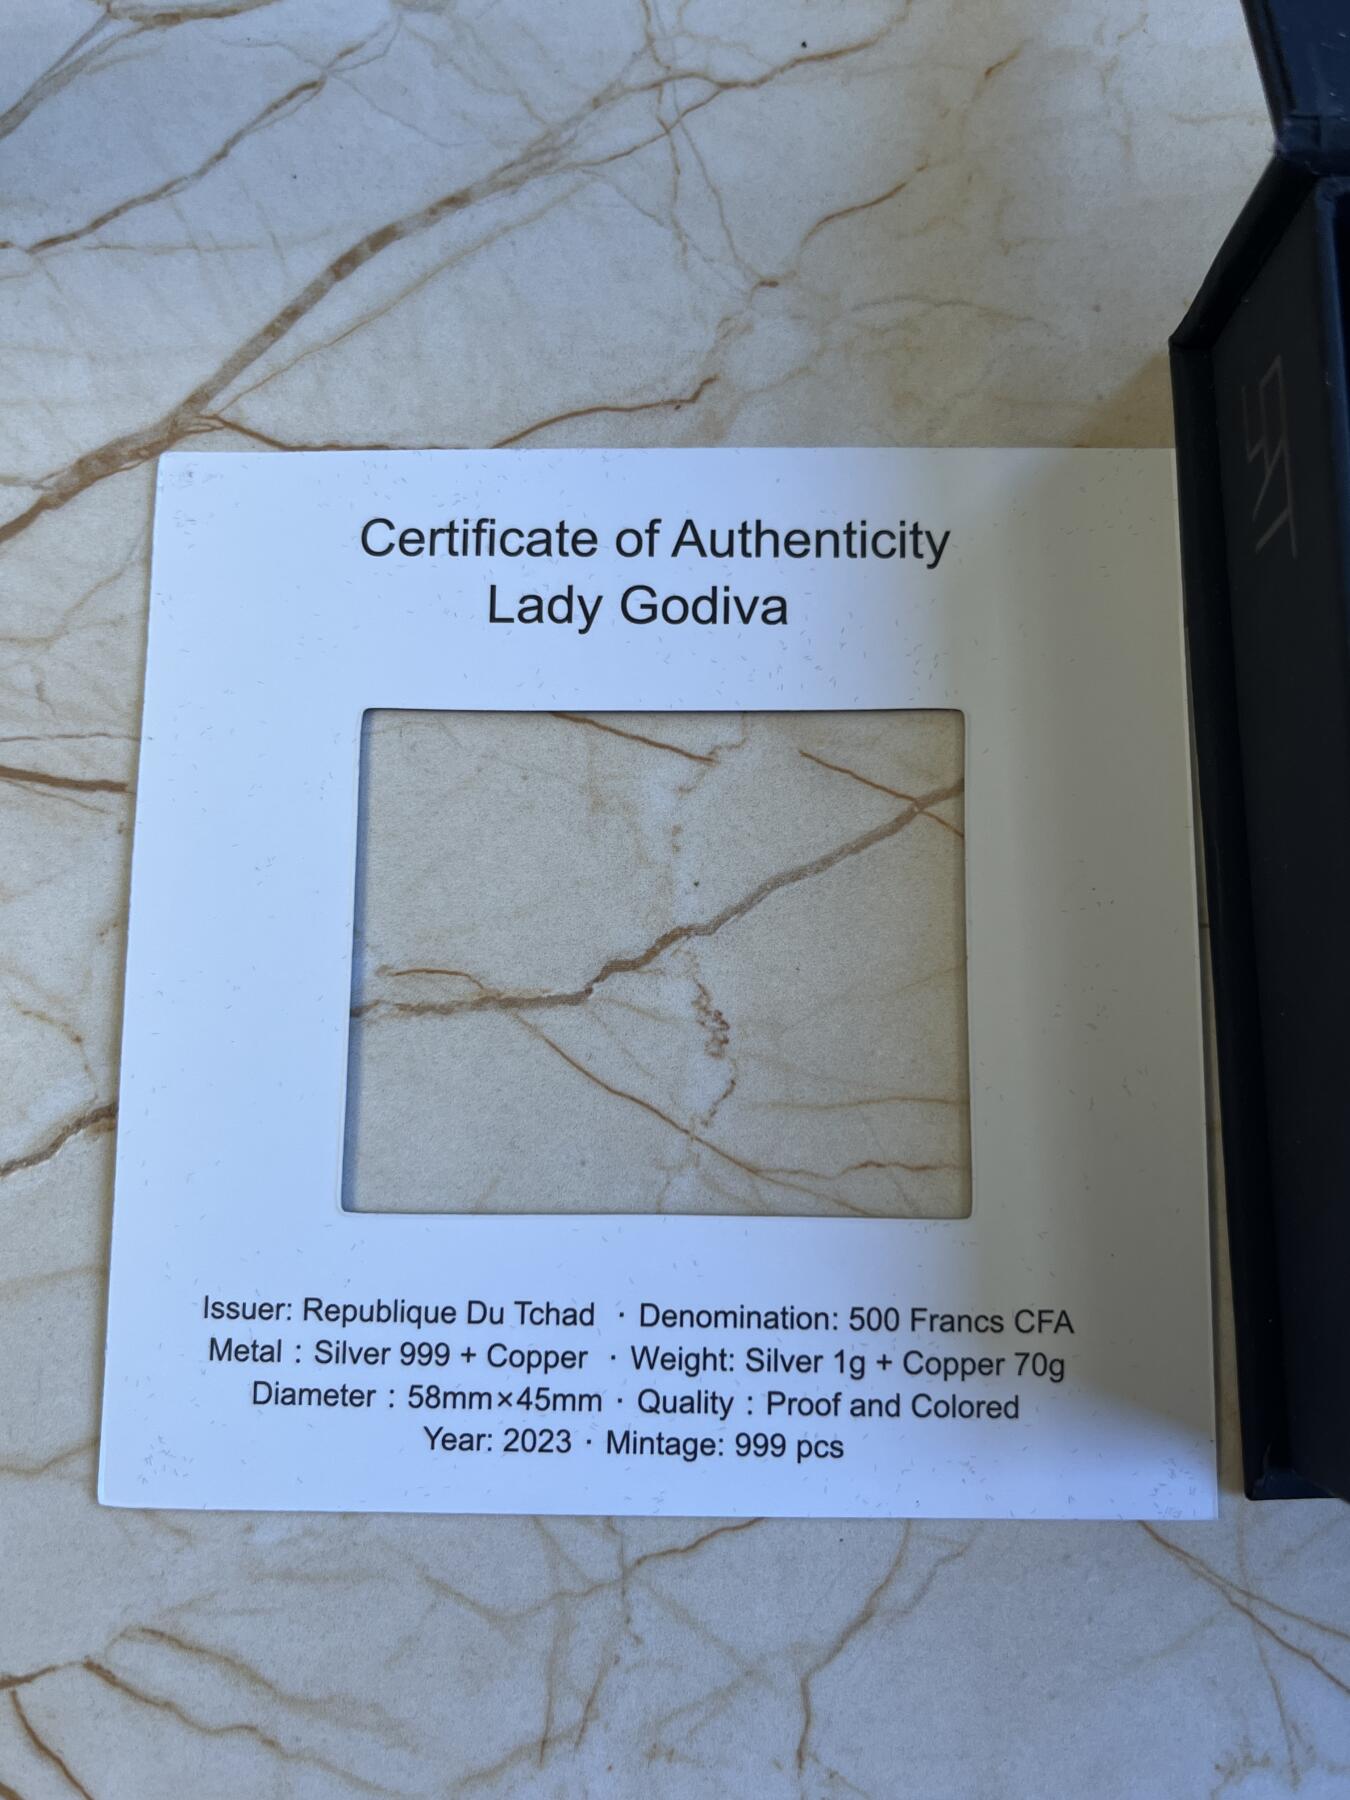 Certificate of Authenticity
Lady Godiva
Issuer: Republique Du Tchad · Denomination: 500 Francs CFA
Metal : Silver 999 + Copper · Weight: Silver 1g + Copper 70g
Diameter : 58mm×45mm · Quality : Proof and Colored
Year: 2023 · Mintage: 999 pcs